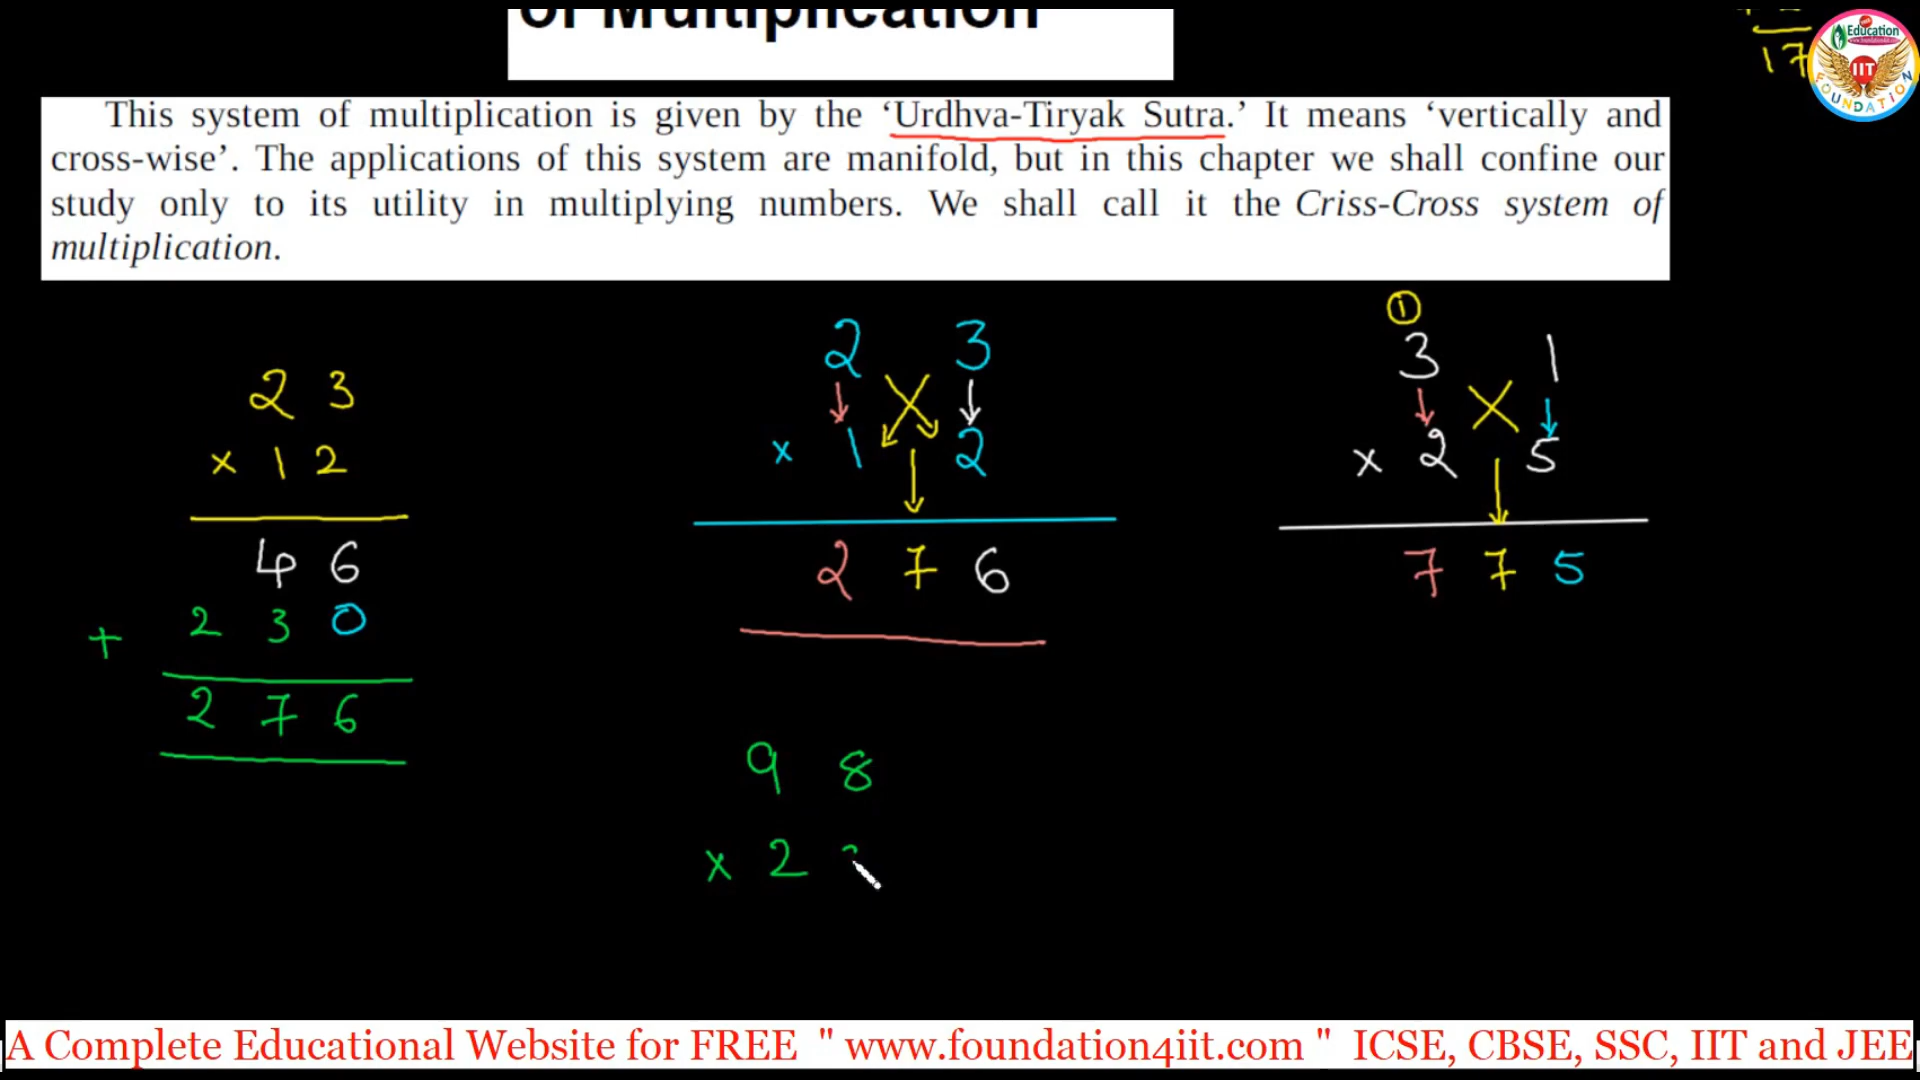 of Multiplication
17
Education
IIT
FOUNDATION
This system of multiplication is given by the ‘Urdhva-Tiryak Sutra.’ It means ‘vertically and
cross-wise’. The applications of this system are manifold, but in this chapter we shall confine our
study only to its utility in multiplying numbers. We shall call it the Criss-Cross system of
multiplication.
2 3
x 1 2
4 6
+ 2 3 0
2 7 6
2 3
x 1 2
2 7 6
1
3 1
x 2 5
7 7 5
9 8
x 2
A Complete Educational Website for FREE " www.foundation4iit.com " ICSE, CBSE, SSC, IIT and JEE